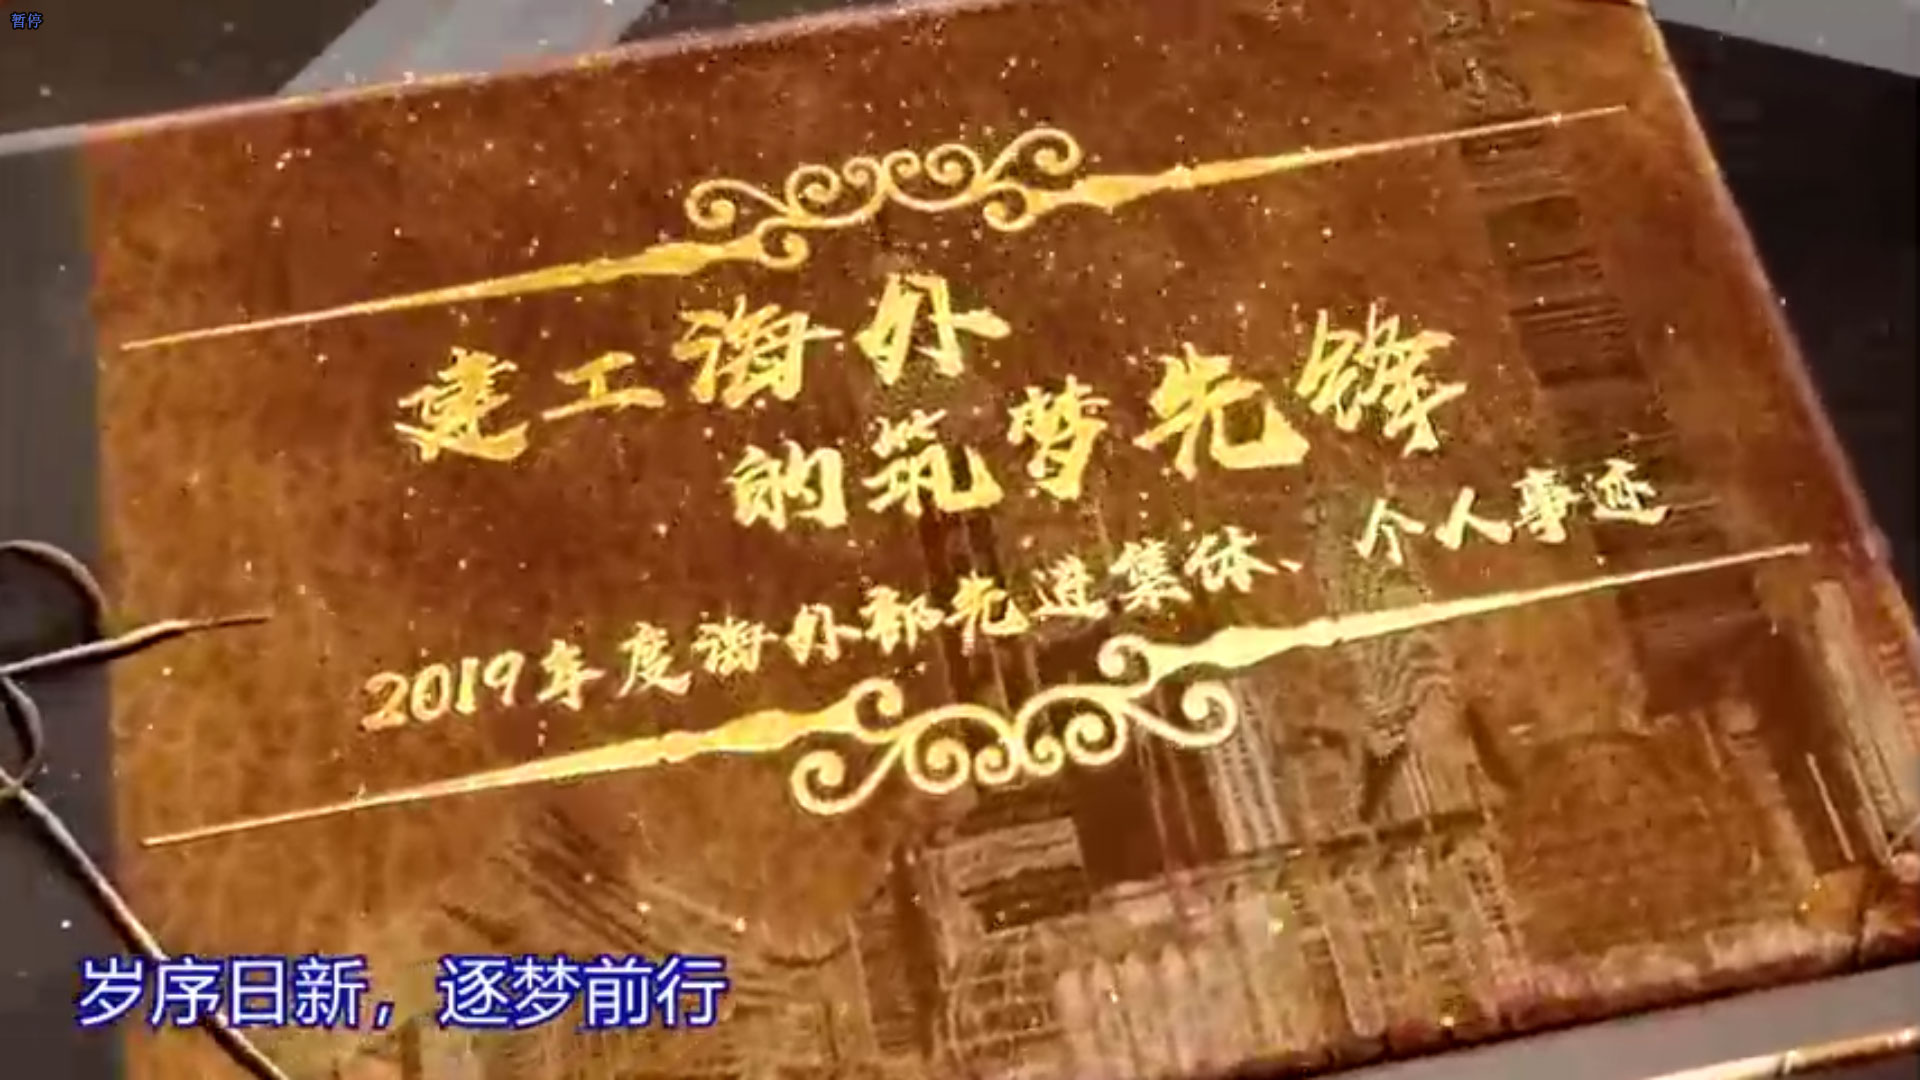 暂停
建工海外
的筑梦先锋
2019年度海外部先进集体、个人事迹
岁序日新，逐梦前行